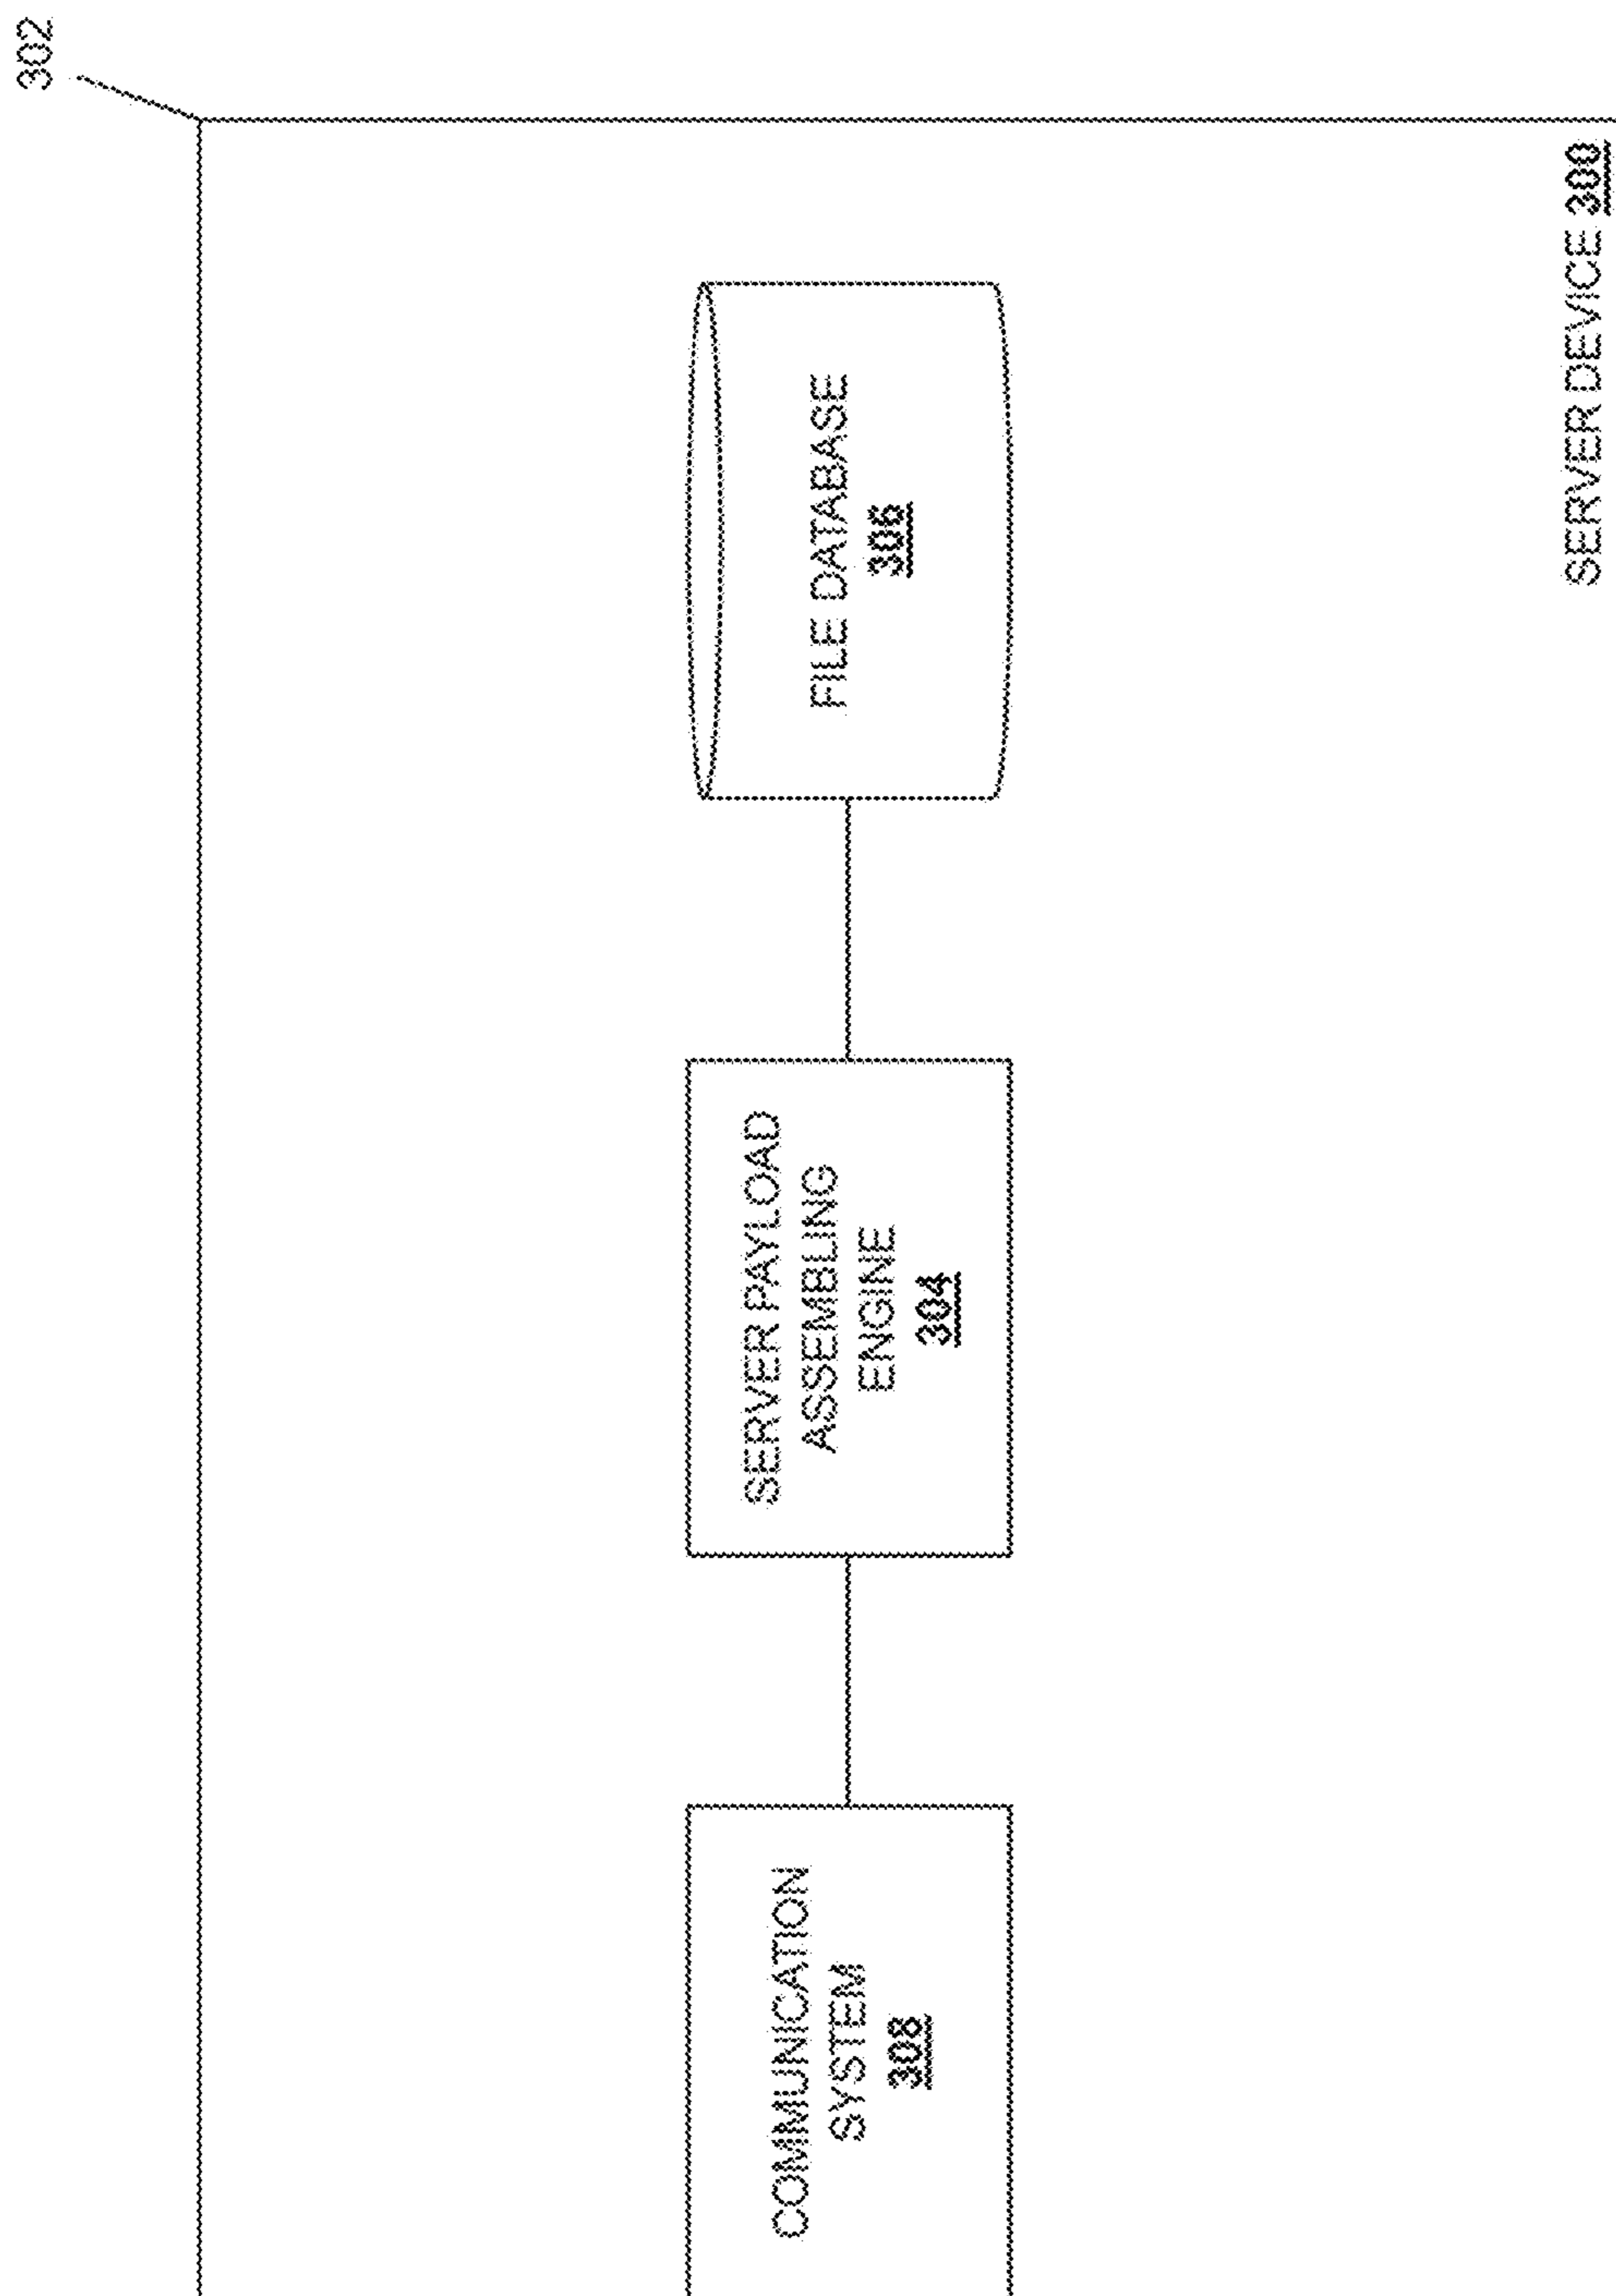 302
COMMUNICATION
SYSTEM
308
SERVER PAYLOAD
ASSEMBLING
ENGINE
304
FILE DATABASE
306
SERVER DEVICE 300